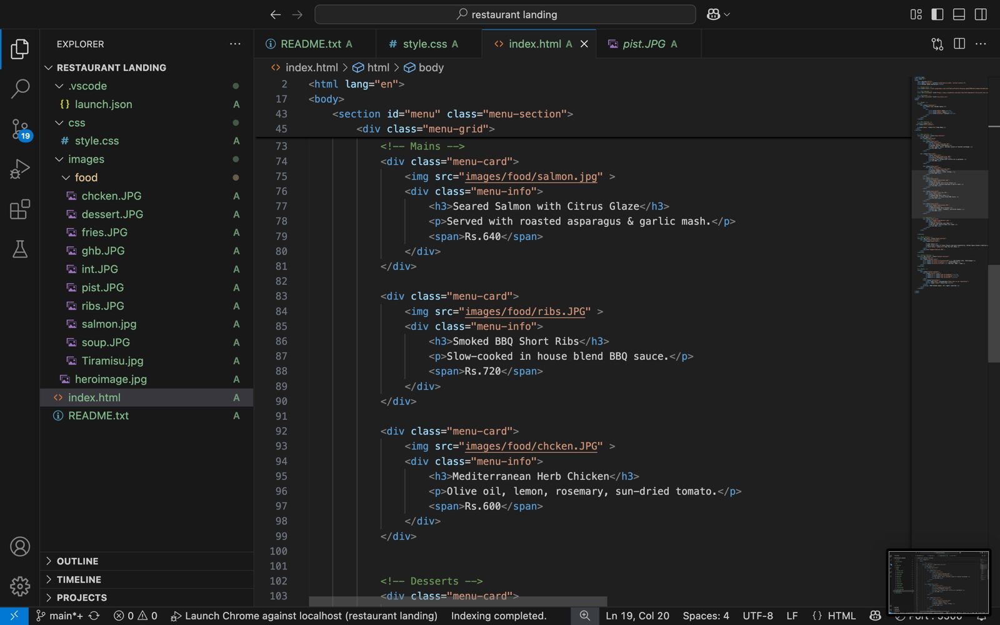 restaurant landing
EXPLORER
RESTAURANT LANDING
.vscode
{} launch.json A
css
# style.css A
images
food
chcken.JPG A
dessert.JPG A
fries.JPG A
ghb.JPG A
int.JPG A
pist.JPG A
ribs.JPG A
salmon.jpg A
soup.JPG A
Tiramisu.jpg A
heroimage.jpg A
<> index.html A
README.txt A
19
OUTLINE
TIMELINE
PROJECTS
README.txt A
# style.css A
<> index.html A
pist.JPG A
<> index.html > html > body
2 <html lang="en">
17 <body>
43 <section id="menu" class="menu-section">
45 <div class="menu-grid">
73 <!-- Mains -->
74 <div class="menu-card">
75 <img src="images/food/salmon.jpg" >
76 <div class="menu-info">
77 <h3>Seared Salmon with Citrus Glaze</h3>
78 <p>Served with roasted asparagus & garlic mash.</p>
79 <span>Rs.640</span>
80 </div>
81 </div>
82
83 <div class="menu-card">
84 <img src="images/food/ribs.JPG" >
85 <div class="menu-info">
86 <h3>Smoked BBQ Short Ribs</h3>
87 <p>Slow-cooked in house blend BBQ sauce.</p>
88 <span>Rs.720</span>
89 </div>
90 </div>
91
92 <div class="menu-card">
93 <img src="images/food/chcken.JPG" >
94 <div class="menu-info">
95 <h3>Mediterranean Herb Chicken</h3>
96 <p>Olive oil, lemon, rosemary, sun-dried tomato.</p>
97 <span>Rs.600</span>
98 </div>
99 </div>
100
101
102 <!-- Desserts -->
103 <div class="menu-card">
main*+ 0 0 Launch Chrome against localhost (restaurant landing) Indexing completed. Ln 19, Col 20 Spaces: 4 UTF-8 LF {} HTML